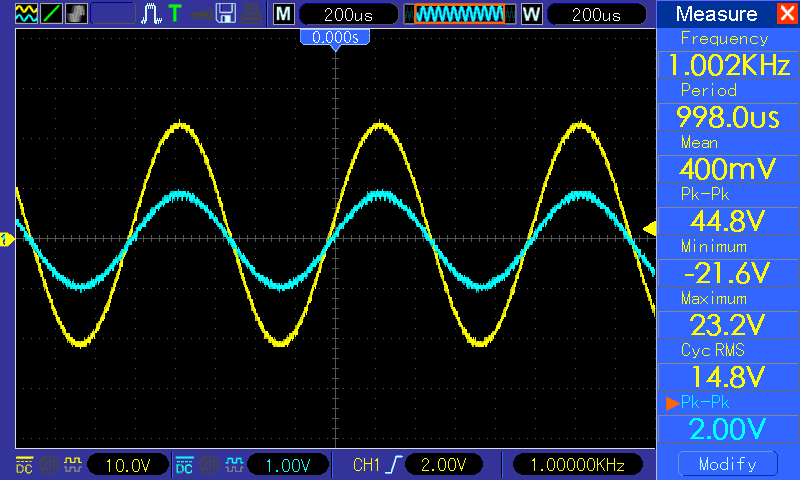 T M 200us W 200us Measure
0.000s
Frequency
1.002KHz
Period
998.0us
Mean
400mV
Pk-Pk
44.8V
Minimum
-21.6V
Maximum
23.2V
Cyc RMS
14.8V
Pk-Pk
2.00V
1
DC 10.0V DC 1.00V CH1 2.00V 1.00000KHz Modify